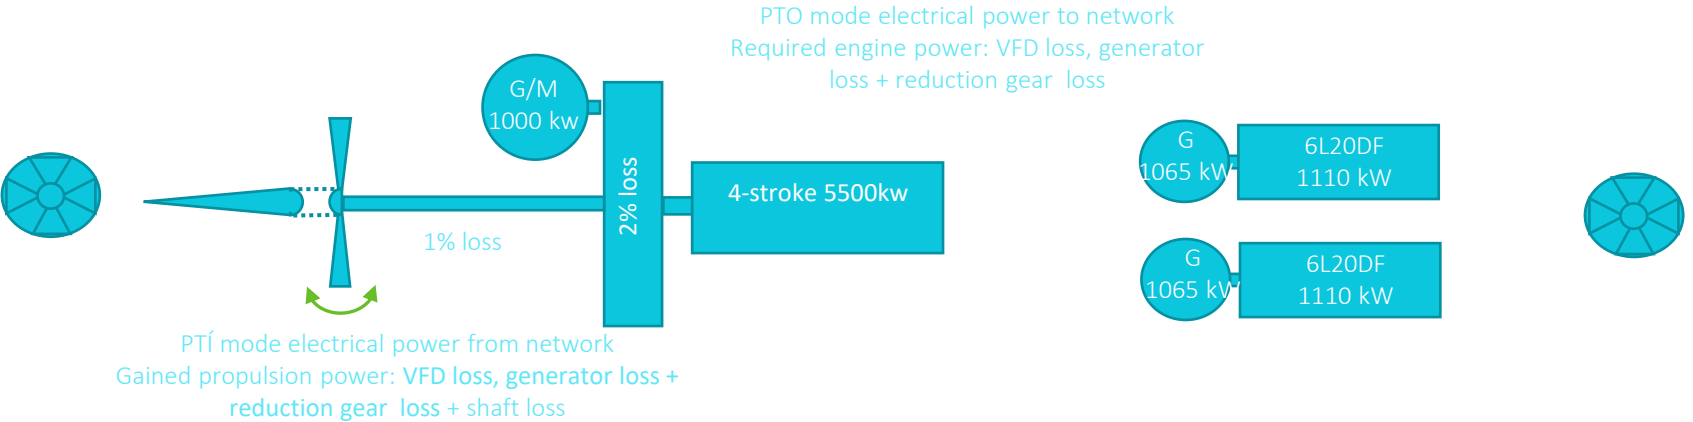 PTO mode electrical power to network
Required engine power: VFD loss, generator
loss + reduction gear loss
G/M
1000 kw
2% loss
4-stroke 5500kw
1% loss
G
1065 kW
6L20DF
1110 kW
G
1065 kW
6L20DF
1110 kW
PTÍ mode electrical power from network
Gained propulsion power: VFD loss, generator loss +
reduction gear loss + shaft loss